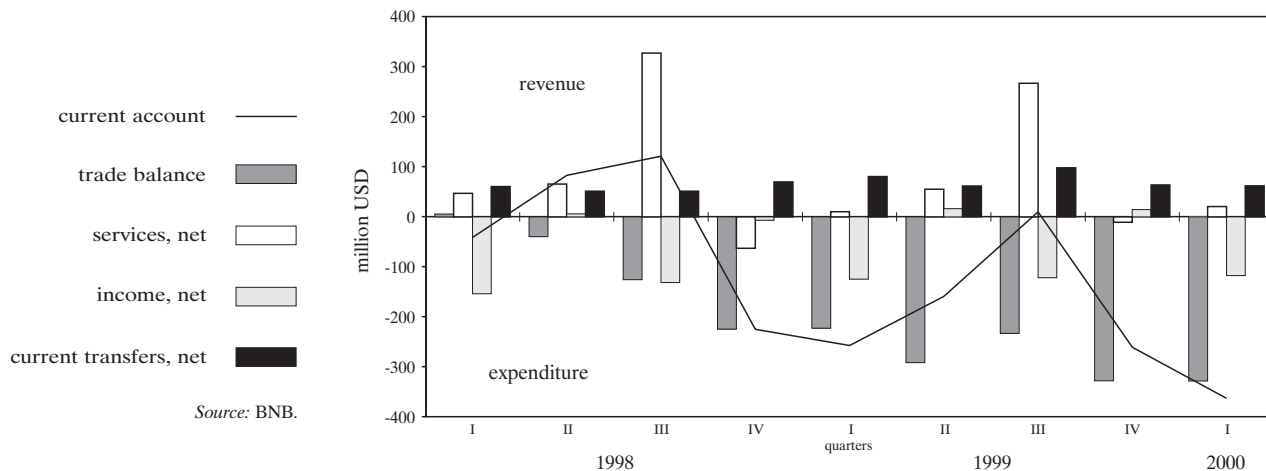 current account
trade balance
services, net
income, net
current transfers, net
Source: BNB.
million USD
400
300
200
100
0
-100
-200
-300
-400
revenue
expenditure
I II III IV I II III IV I
quarters
1998 1999 2000